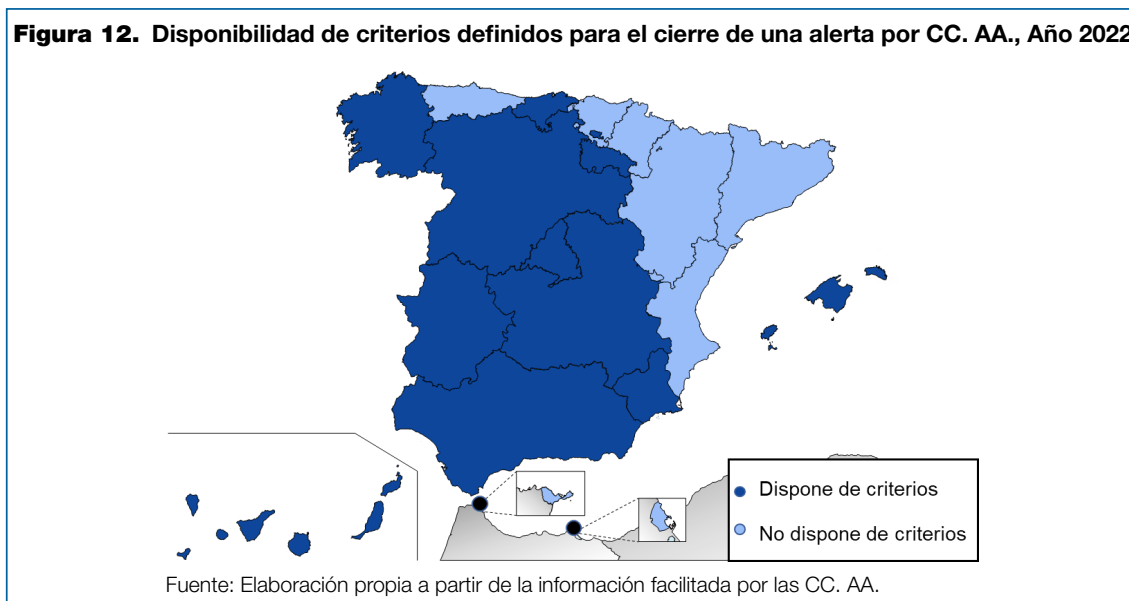 Figura 12. Disponibilidad de criterios definidos para el cierre de una alerta por CC. AA., Año 2022
Dispone de criterios
No dispone de criterios
Fuente: Elaboración propia a partir de la información facilitada por las CC. AA.